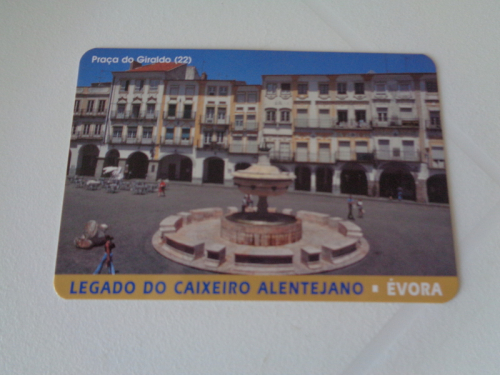 Praça do Giraldo (22)
LEGADO DO CAIXEIRO ALENTEJANO ▪ ÉVORA